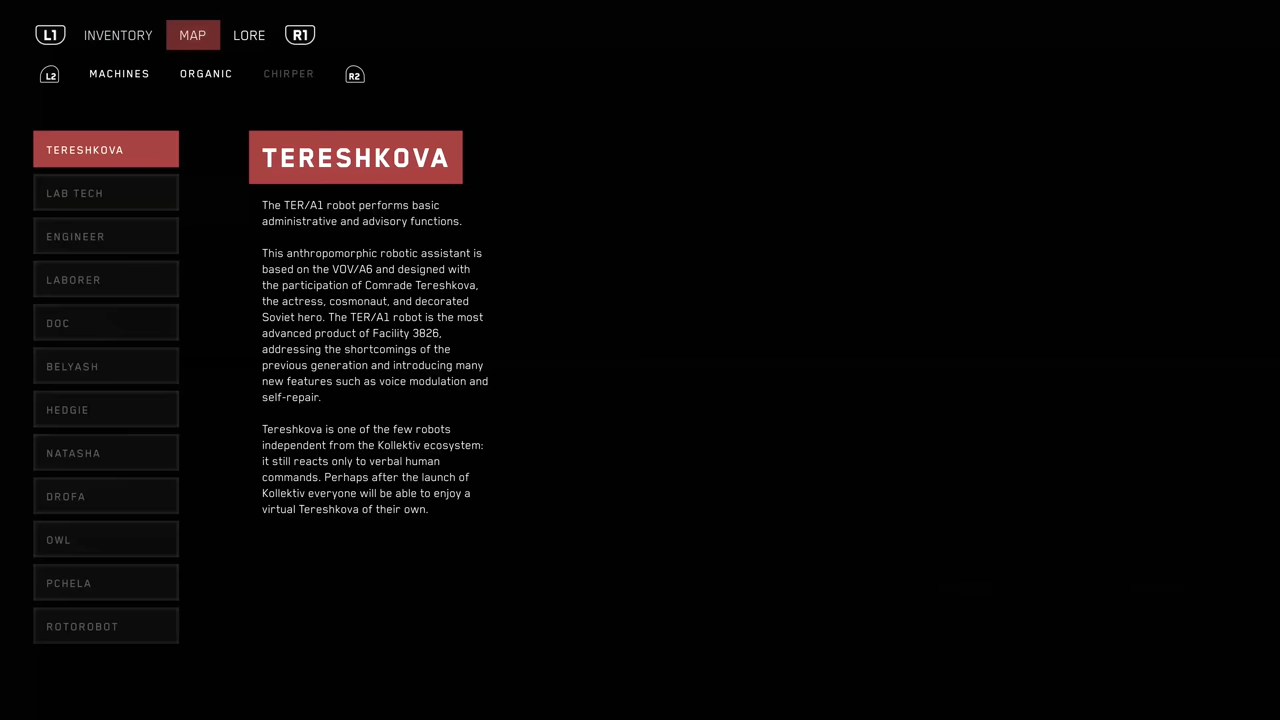 L1 INVENTORY MAP LORE R1
L2 MACHINES ORGANIC CHIRPER R2
TERESHKOVA
LAB TECH
ENGINEER
LABORER
DOC
BELYASH
HEDGIE
NATASHA
DROFA
OWL
PCHELA
ROTOROBOT
TERESHKOVA
The TER/A1 robot performs basic
administrative and advisory functions.
This anthropomorphic robotic assistant is
based on the VOV/A6 and designed with
the participation of Comrade Tereshkova,
the actress, cosmonaut, and decorated
Soviet hero. The TER/A1 robot is the most
advanced product of Facility 3826,
addressing the shortcomings of the
previous generation and introducing many
new features such as voice modulation and
self-repair.
Tereshkova is one of the few robots
independent from the Kollektiv ecosystem:
it still reacts only to verbal human
commands. Perhaps after the launch of
Kollektiv everyone will be able to enjoy a
virtual Tereshkova of their own.